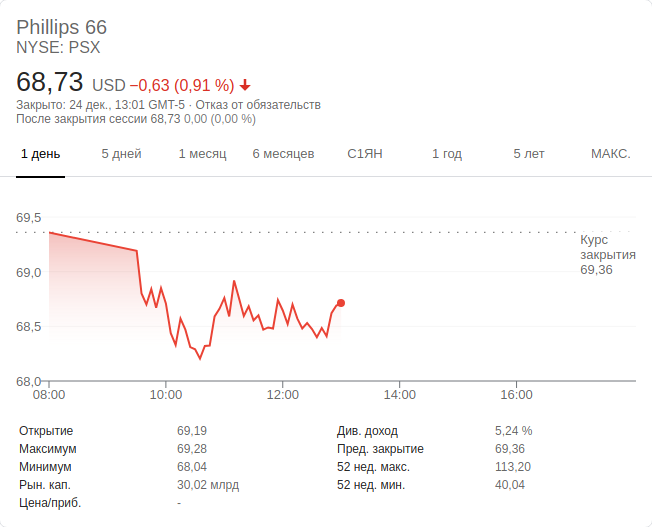 Phillips 66
NYSE: PSX
68,73 USD −0,63 (0,91 %)
Закрыто: 24 дек., 13:01 GMT-5 · Отказ от обязательств
После закрытия сессии 68,73 0,00 (0,00 %)
1 день 5 дней 1 месяц 6 месяцев С1ЯН 1 год 5 лет МАКС.
69,5
Курс
закрытия
69,36
69,0
68,5
68,0
08:00 10:00 12:00 14:00 16:00
Открытие 69,19 Див. доход 5,24 %
Максимум 69,28 Пред. закрытие 69,36
Минимум 68,04 52 нед. макс. 113,20
Рын. кап. 30,02 млрд 52 нед. мин. 40,04
Цена/приб. -